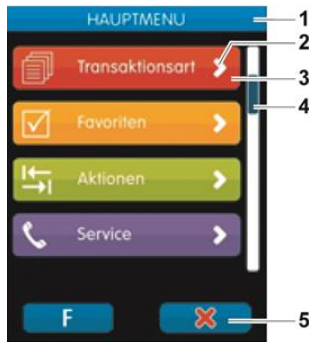 HAUPTMENU
1
2
Transaktionsart
3
4
Favoriten
Aktionen
Service
F
5